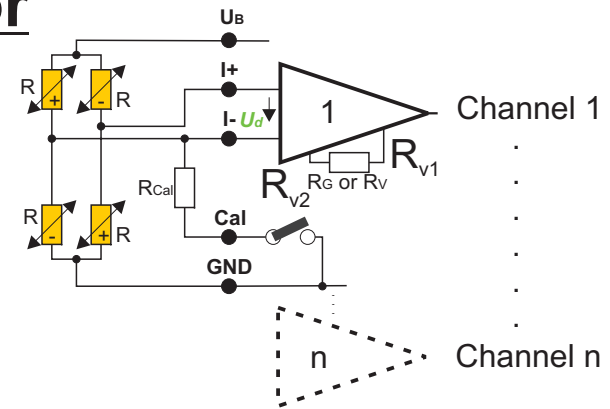 or
UB
R + - R
I+
1
Channel 1
I- Ud
RCal
Rv2
RG or RV
Rv1
R - + R
Cal
GND
n
Channel n